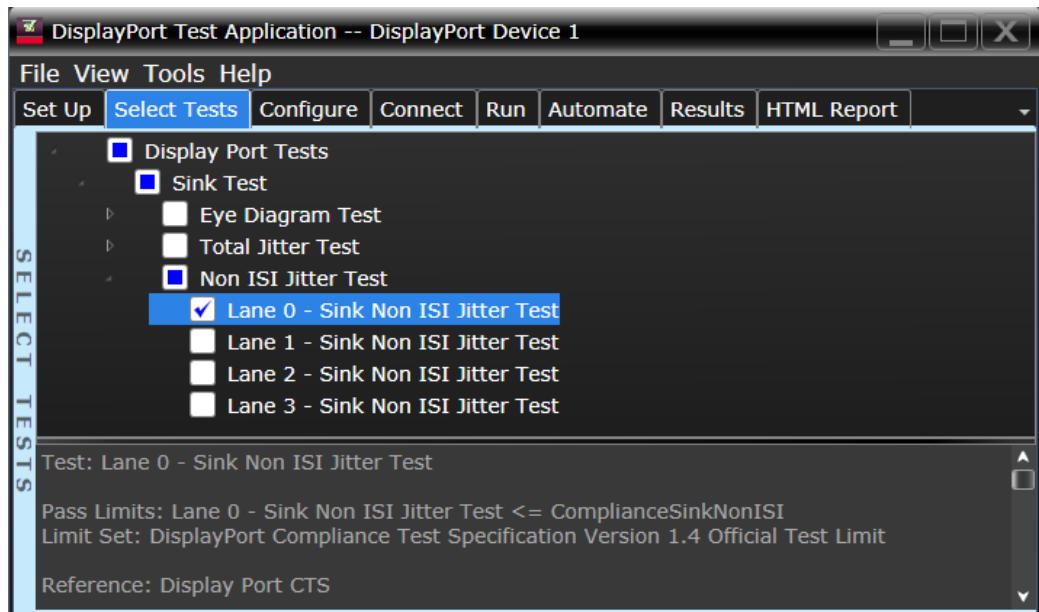 DisplayPort Test Application -- DisplayPort Device 1
File View Tools Help
Set Up Select Tests Configure Connect Run Automate Results HTML Report
SELECT TESTS
Display Port Tests
Sink Test
Eye Diagram Test
Total Jitter Test
Non ISI Jitter Test
Lane 0 - Sink Non ISI Jitter Test
Lane 1 - Sink Non ISI Jitter Test
Lane 2 - Sink Non ISI Jitter Test
Lane 3 - Sink Non ISI Jitter Test
Test: Lane 0 - Sink Non ISI Jitter Test
Pass Limits: Lane 0 - Sink Non ISI Jitter Test <= ComplianceSinkNonISI
Limit Set: DisplayPort Compliance Test Specification Version 1.4 Official Test Limit
Reference: Display Port CTS